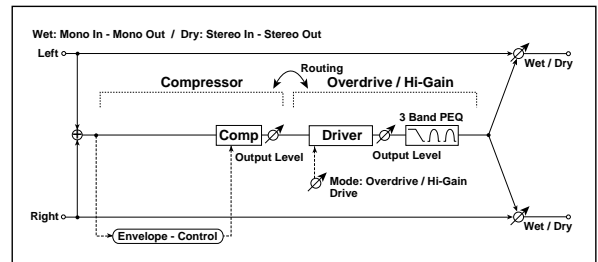 Wet: Mono In - Mono Out / Dry: Stereo In - Stereo Out
Left
Wet / Dry
Routing
Compressor
Overdrive / Hi-Gain
3 Band PEQ
Comp
Driver
Output Level
Output Level
Mode: Overdrive / Hi-Gain
Drive
Right
Wet / Dry
Envelope - Control